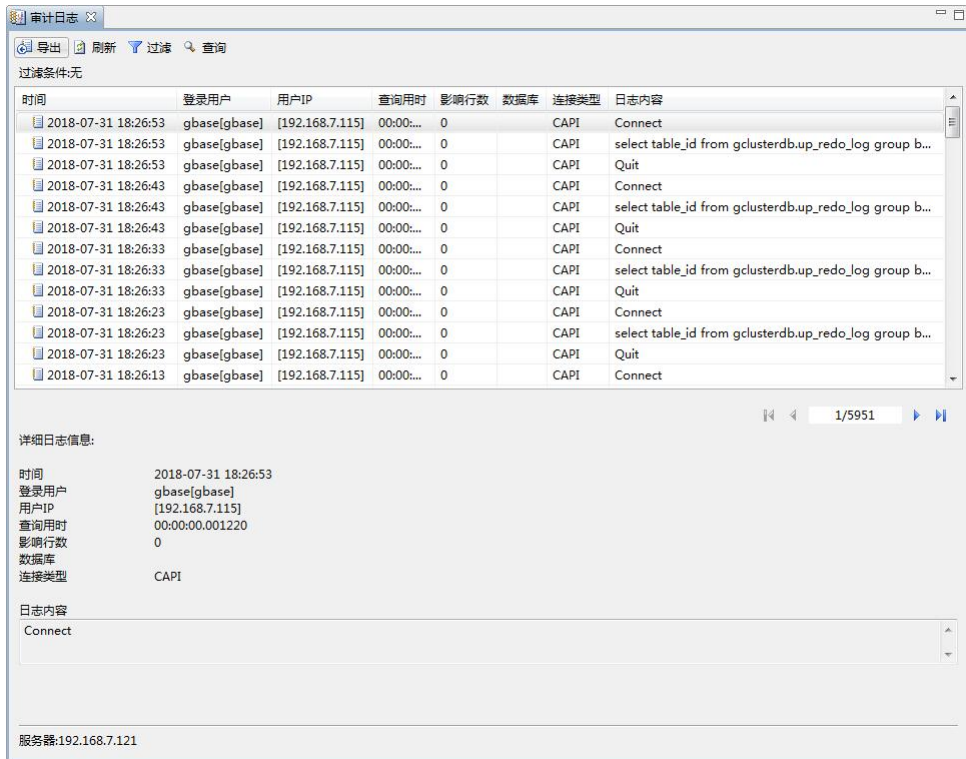 审计日志
导出 刷新 过滤 查询
过滤条件:无
时间 登录用户 用户IP 查询用时 影响行数 数据库 连接类型 日志内容
2018-07-31 18:26:53 gbase[gbase] [192.168.7.115] 00:00:... 0 CAPI Connect
2018-07-31 18:26:53 gbase[gbase] [192.168.7.115] 00:00:... 0 CAPI select table_id from gclusterdb.up_redo_log group b...
2018-07-31 18:26:53 gbase[gbase] [192.168.7.115] 00:00:... 0 CAPI Quit
2018-07-31 18:26:43 gbase[gbase] [192.168.7.115] 00:00:... 0 CAPI Connect
2018-07-31 18:26:43 gbase[gbase] [192.168.7.115] 00:00:... 0 CAPI select table_id from gclusterdb.up_redo_log group b...
2018-07-31 18:26:43 gbase[gbase] [192.168.7.115] 00:00:... 0 CAPI Quit
2018-07-31 18:26:33 gbase[gbase] [192.168.7.115] 00:00:... 0 CAPI Connect
2018-07-31 18:26:33 gbase[gbase] [192.168.7.115] 00:00:... 0 CAPI select table_id from gclusterdb.up_redo_log group b...
2018-07-31 18:26:33 gbase[gbase] [192.168.7.115] 00:00:... 0 CAPI Quit
2018-07-31 18:26:23 gbase[gbase] [192.168.7.115] 00:00:... 0 CAPI Connect
2018-07-31 18:26:23 gbase[gbase] [192.168.7.115] 00:00:... 0 CAPI select table_id from gclusterdb.up_redo_log group b...
2018-07-31 18:26:23 gbase[gbase] [192.168.7.115] 00:00:... 0 CAPI Quit
2018-07-31 18:26:13 gbase[gbase] [192.168.7.115] 00:00:... 0 CAPI Connect
1/5951
详细日志信息:
时间 2018-07-31 18:26:53
登录用户 gbase[gbase]
用户IP [192.168.7.115]
查询用时 00:00:00.001220
影响行数 0
数据库
连接类型 CAPI
日志内容
Connect
服务器:192.168.7.121